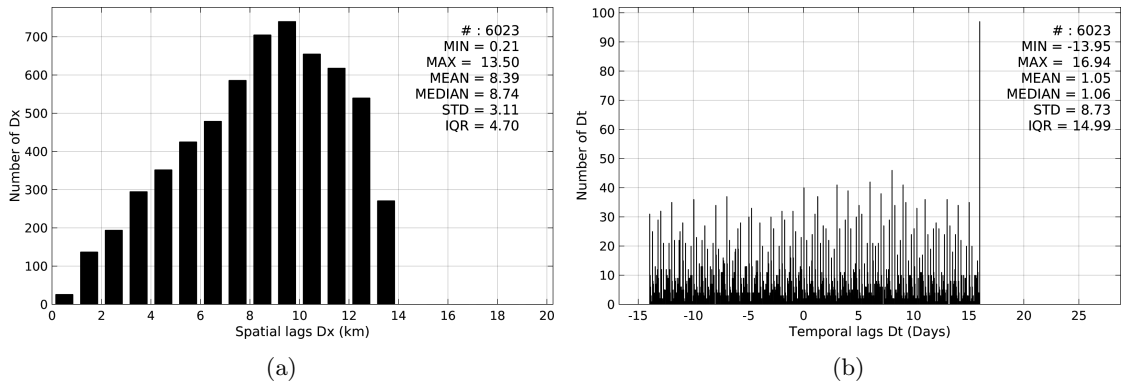 700
600
500
400
300
200
100
0
Number of Dx
# : 6023
MIN = 0.21
MAX =  13.50
MEAN = 8.39
MEDIAN = 8.74
STD = 3.11
IQR = 4.70
0 2 4 6 8 10 12 14 16 18 20
Spatial lags Dx (km)
(a)
100
90
80
70
60
50
40
30
20
10
0
Number of Dt
# : 6023
MIN = -13.95
MAX =  16.94
MEAN = 1.05
MEDIAN = 1.06
STD = 8.73
IQR = 14.99
-15 -10 -5 0 5 10 15 20 25
Temporal lags Dt (Days)
(b)